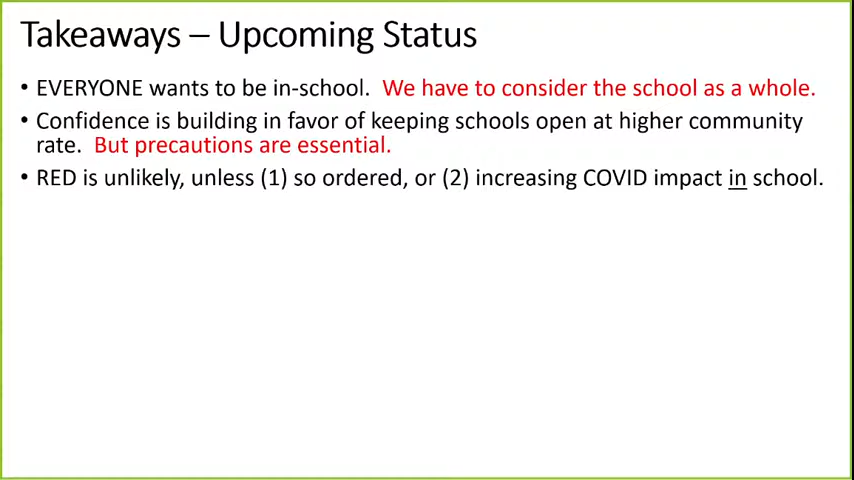 Takeaways – Upcoming Status
• EVERYONE wants to be in-school.  We have to consider the school as a whole.
• Confidence is building in favor of keeping schools open at higher community
rate.  But precautions are essential.
• RED is unlikely, unless (1) so ordered, or (2) increasing COVID impact in school.